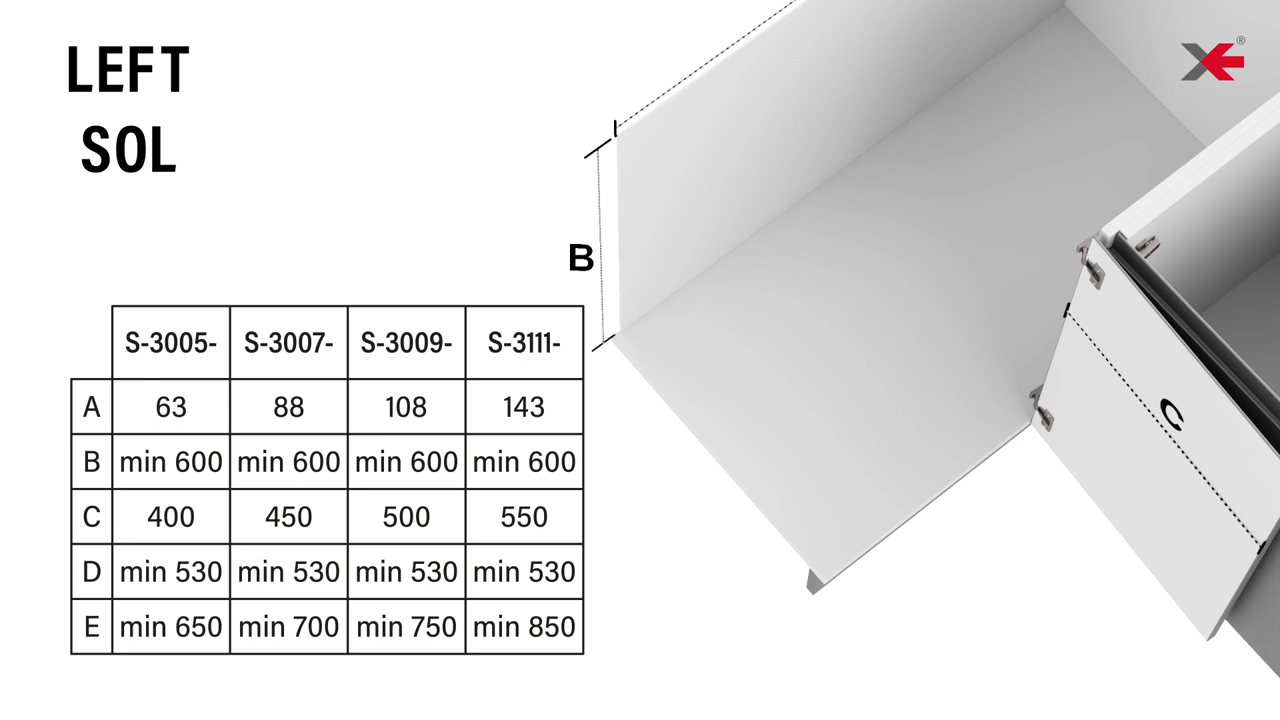 LEFT
SOL
B
S-3005- S-3007- S-3009- S-3111-
A 63 88 108 143
B min 600 min 600 min 600 min 600
C 400 450 500 550
D min 530 min 530 min 530 min 530
E min 650 min 700 min 750 min 850
C
®